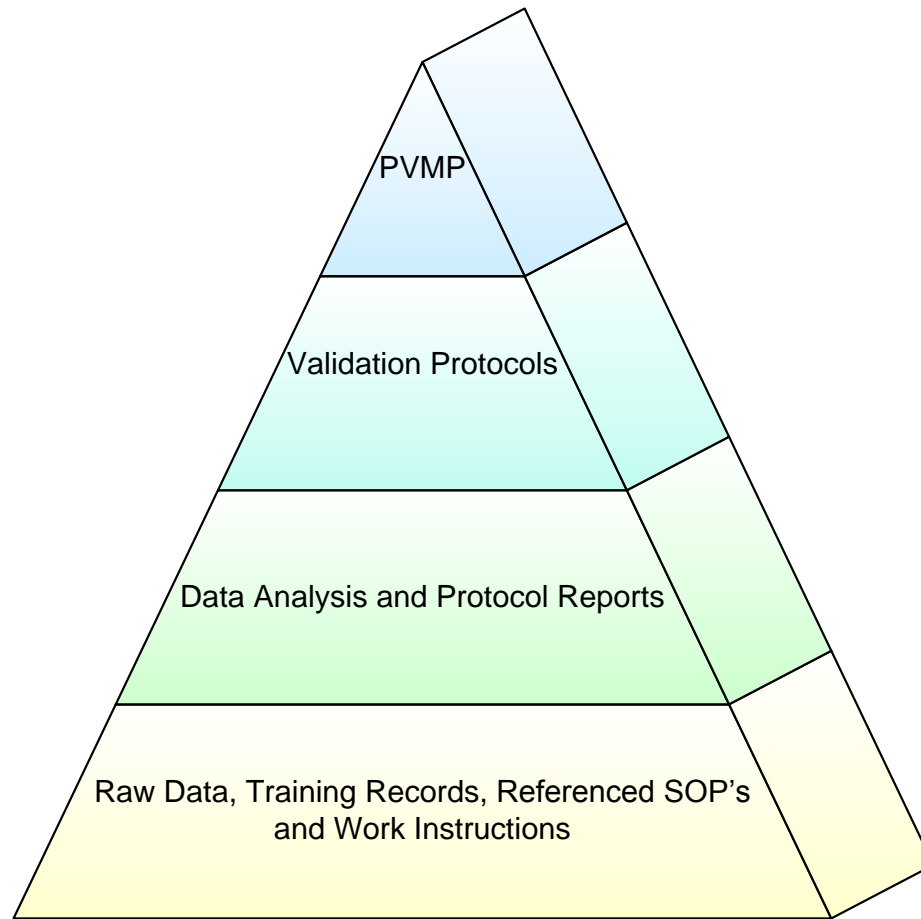 PVMP
Validation Protocols
Data Analysis and Protocol Reports
Raw Data, Training Records, Referenced SOP’s
and Work Instructions